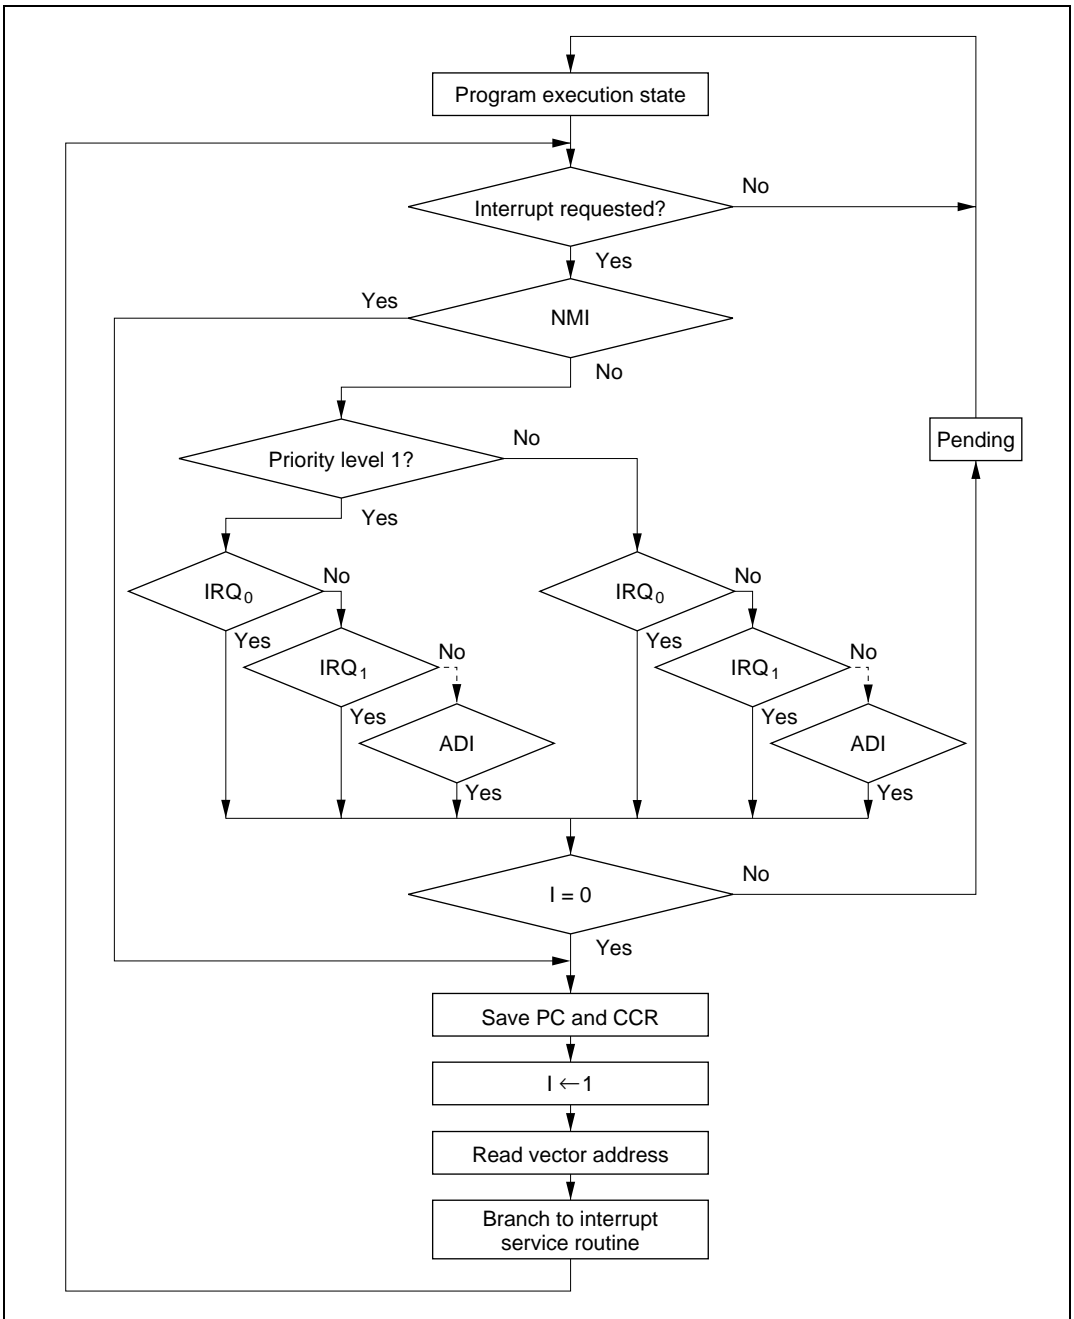 Program execution state
No
Interrupt requested?
Yes
Yes
NMI
No
No
Pending
Priority level 1?
Yes
No
No
IRQ0
IRQ0
Yes
No
Yes
No
IRQ1
IRQ1
Yes
Yes
ADI
ADI
Yes
Yes
No
I = 0
Yes
Save PC and CCR
I ←1
Read vector address
Branch to interrupt
service routine